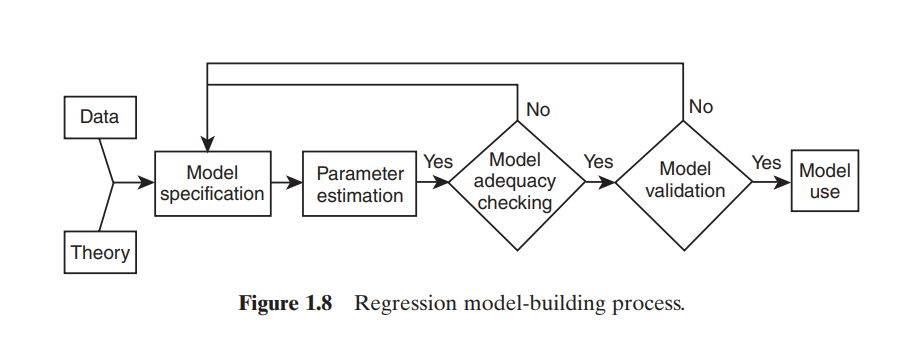 No
No
Data
Yes
Model
adequacy
checking
Yes
Model
validation
Yes
Model
use
Model
specification
Parameter
estimation
Theory
Figure 1.8 Regression model-building process.